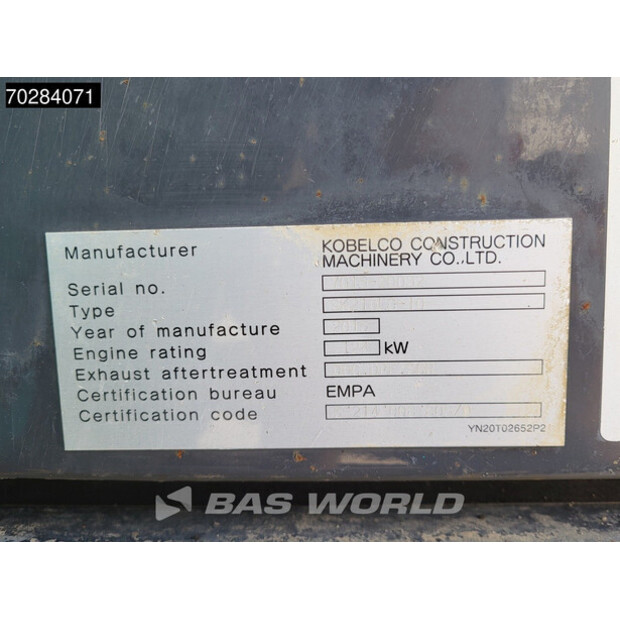 70284071
Manufacturer KOBELCO CONSTRUCTION
MACHINERY CO.,LTD.
Serial no.
Type
Year of manufacture
Engine rating kW
Exhaust aftertreatment
Certification bureau EMPA
Certification code
YN20T02652P2
BAS WORLD